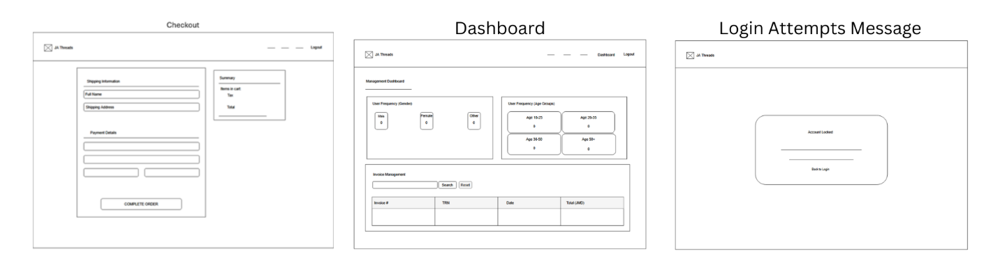 Checkout
JA Threads
Logout
Shipping Information
Full Name
Shipping Address
Payment Details
COMPLETE ORDER
Summary
Items in cart
Tax
Total
Dashboard
JA Threads
Dashboard Logout
Management Dashboard
User Frequency (Gender)
Male Female Other
0 0 0
User Frequency (Age Groups)
Age 18-25 Age 26-35
0 0
Age 36-50 Age 50+
0 0
Invoice Management
Search Reset
Invoice # TRN Date Total (JMD)
Login Attempts Message
JA Threads
Account Locked
Back to Login